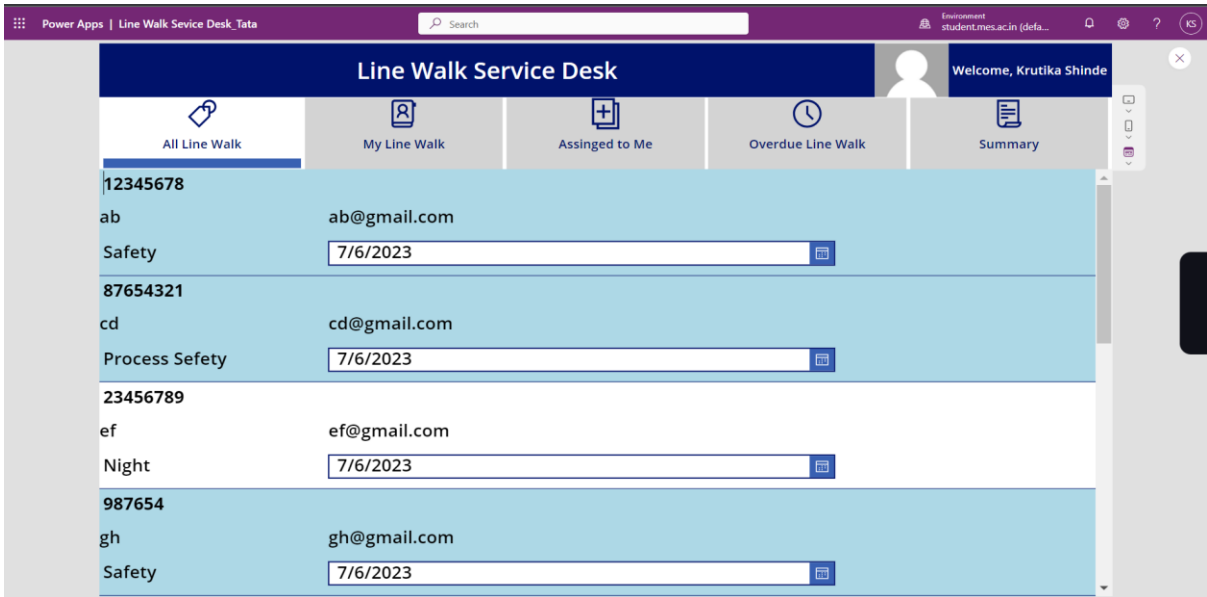 Power Apps | Line Walk Sevice Desk_Tata
Search
Environment
student.mes.ac.in (defa...
?
KS
Line Walk Service Desk
Welcome, Krutika Shinde
All Line Walk
My Line Walk
Assinged to Me
Overdue Line Walk
Summary
12345678
ab ab@gmail.com
Safety 7/6/2023
87654321
cd cd@gmail.com
Process Sefety 7/6/2023
23456789
ef ef@gmail.com
Night 7/6/2023
987654
gh gh@gmail.com
Safety 7/6/2023